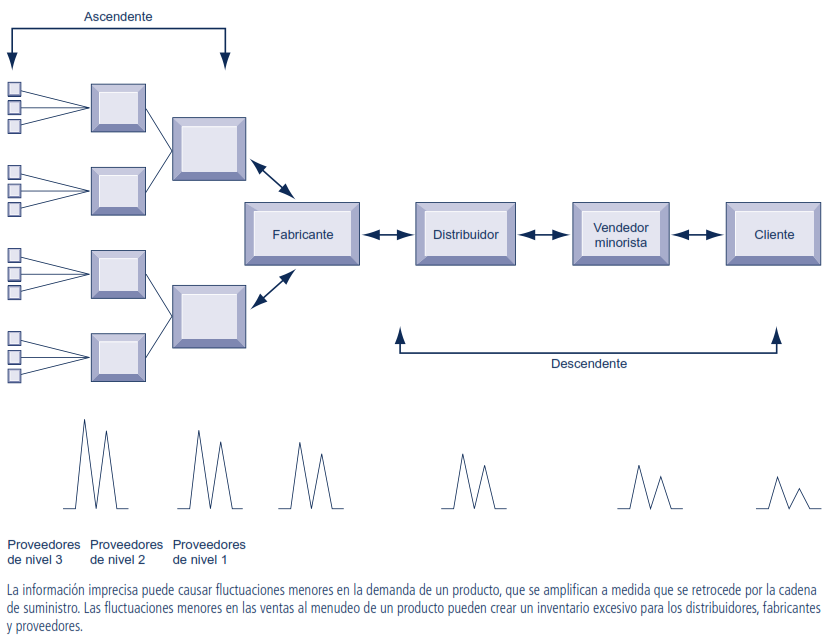 Ascendente
Fabricante
Distribuidor
Vendedor
minorista
Cliente
Descendente
Proveedores
de nivel 3
Proveedores
de nivel 2
Proveedores
de nivel 1
La información imprecisa puede causar fluctuaciones menores en la demanda de un producto, que se amplifican a medida que se retrocede por la cadena
de suministro. Las fluctuaciones menores en las ventas al menudeo de un producto pueden crear un inventario excesivo para los distribuidores, fabricantes
y proveedores.